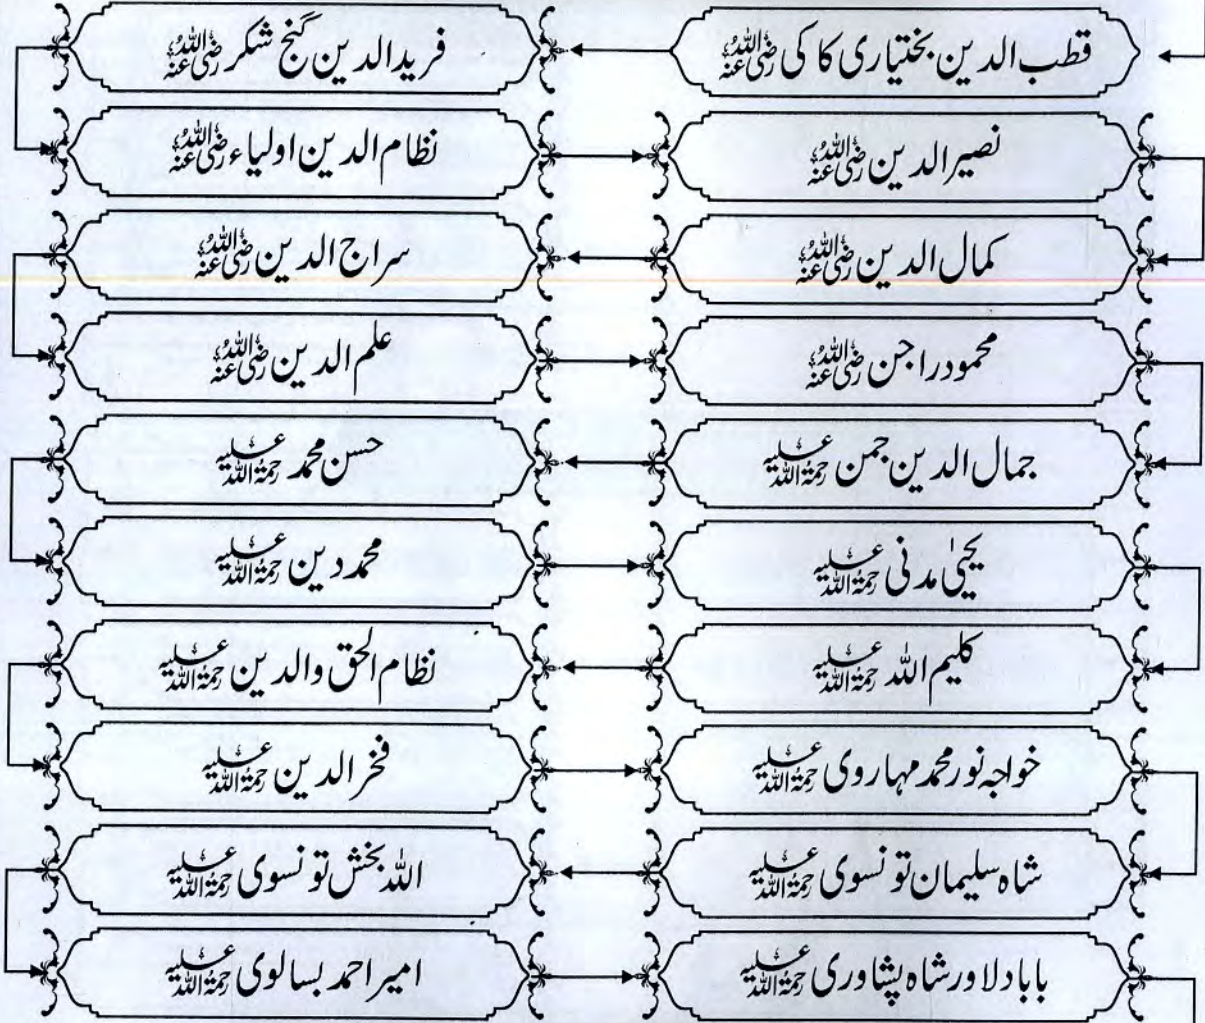 قطب الدین بختیاری کاکی رضی اللہ عنہ
فرید الدین گنج شکر رضی اللہ عنہ
نظام الدین اولیاء رضی اللہ عنہ
نصیر الدین رضی اللہ عنہ
کمال الدین رضی اللہ عنہ
سراج الدین رضی اللہ عنہ
علم الدین رضی اللہ عنہ
محمود راجن رضی اللہ عنہ
جمال الدین جمن رحمۃ اللہ علیہ
حسن محمد رحمۃ اللہ علیہ
محمد دین رحمۃ اللہ علیہ
یحیٰی مدنی رحمۃ اللہ علیہ
کلیم اللہ رحمۃ اللہ علیہ
نظام الحق والدین رحمۃ اللہ علیہ
فخر الدین رحمۃ اللہ علیہ
خواجہ نور محمد مہاروی رحمۃ اللہ علیہ
شاہ سلیمان تونسوی رحمۃ اللہ علیہ
اللہ بخش تونسوی رحمۃ اللہ علیہ
امیر احمد بسالوی رحمۃ اللہ علیہ
بابا دلاور شاہ پشاوری رحمۃ اللہ علیہ